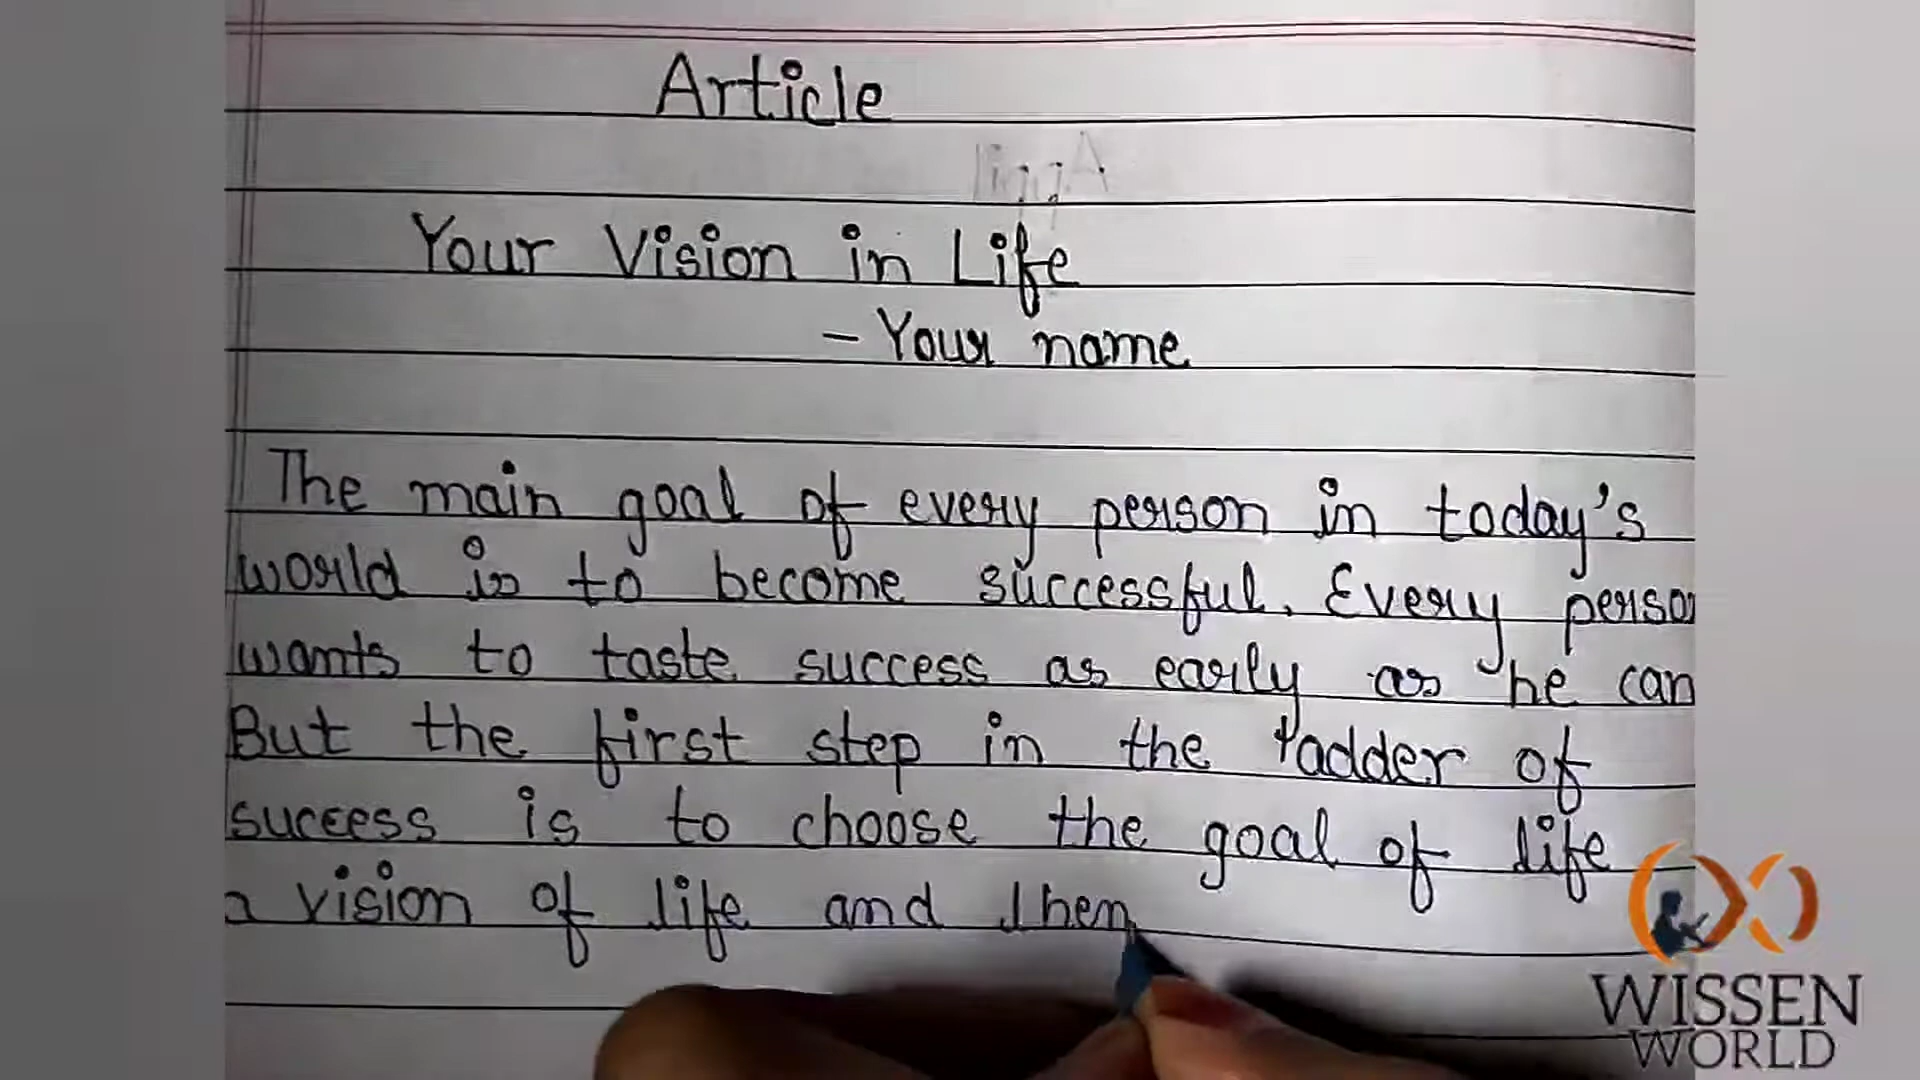 Article
Your Vision in Life
- Your name
The main goal of every person in today's
world is to become successful. Every perso
wants to taste success as early as he can
But the first step in the ladder of
success is to choose the goal of life
a vision of life and then
WISSEN
WORLD